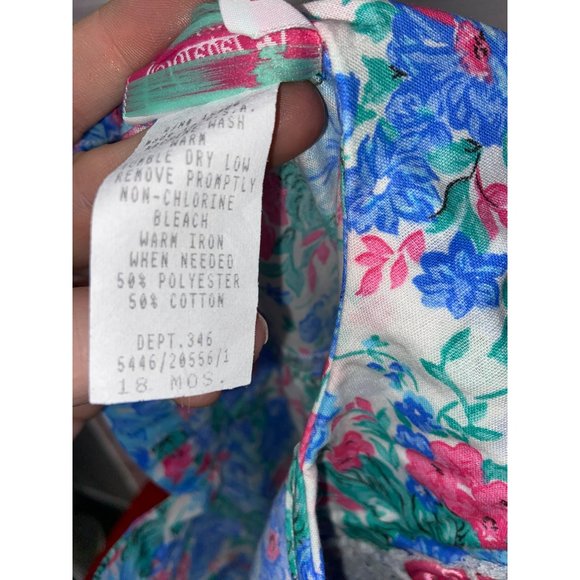 WASH
WARM
DRY LOW
REMOVE PROMPTLY
NON-CHLORINE
BLEACH
WARM IRON
WHEN NEEDED
50% POLYESTER
50% COTTON
DEPT.346
5446/20556/1
18 MOS.